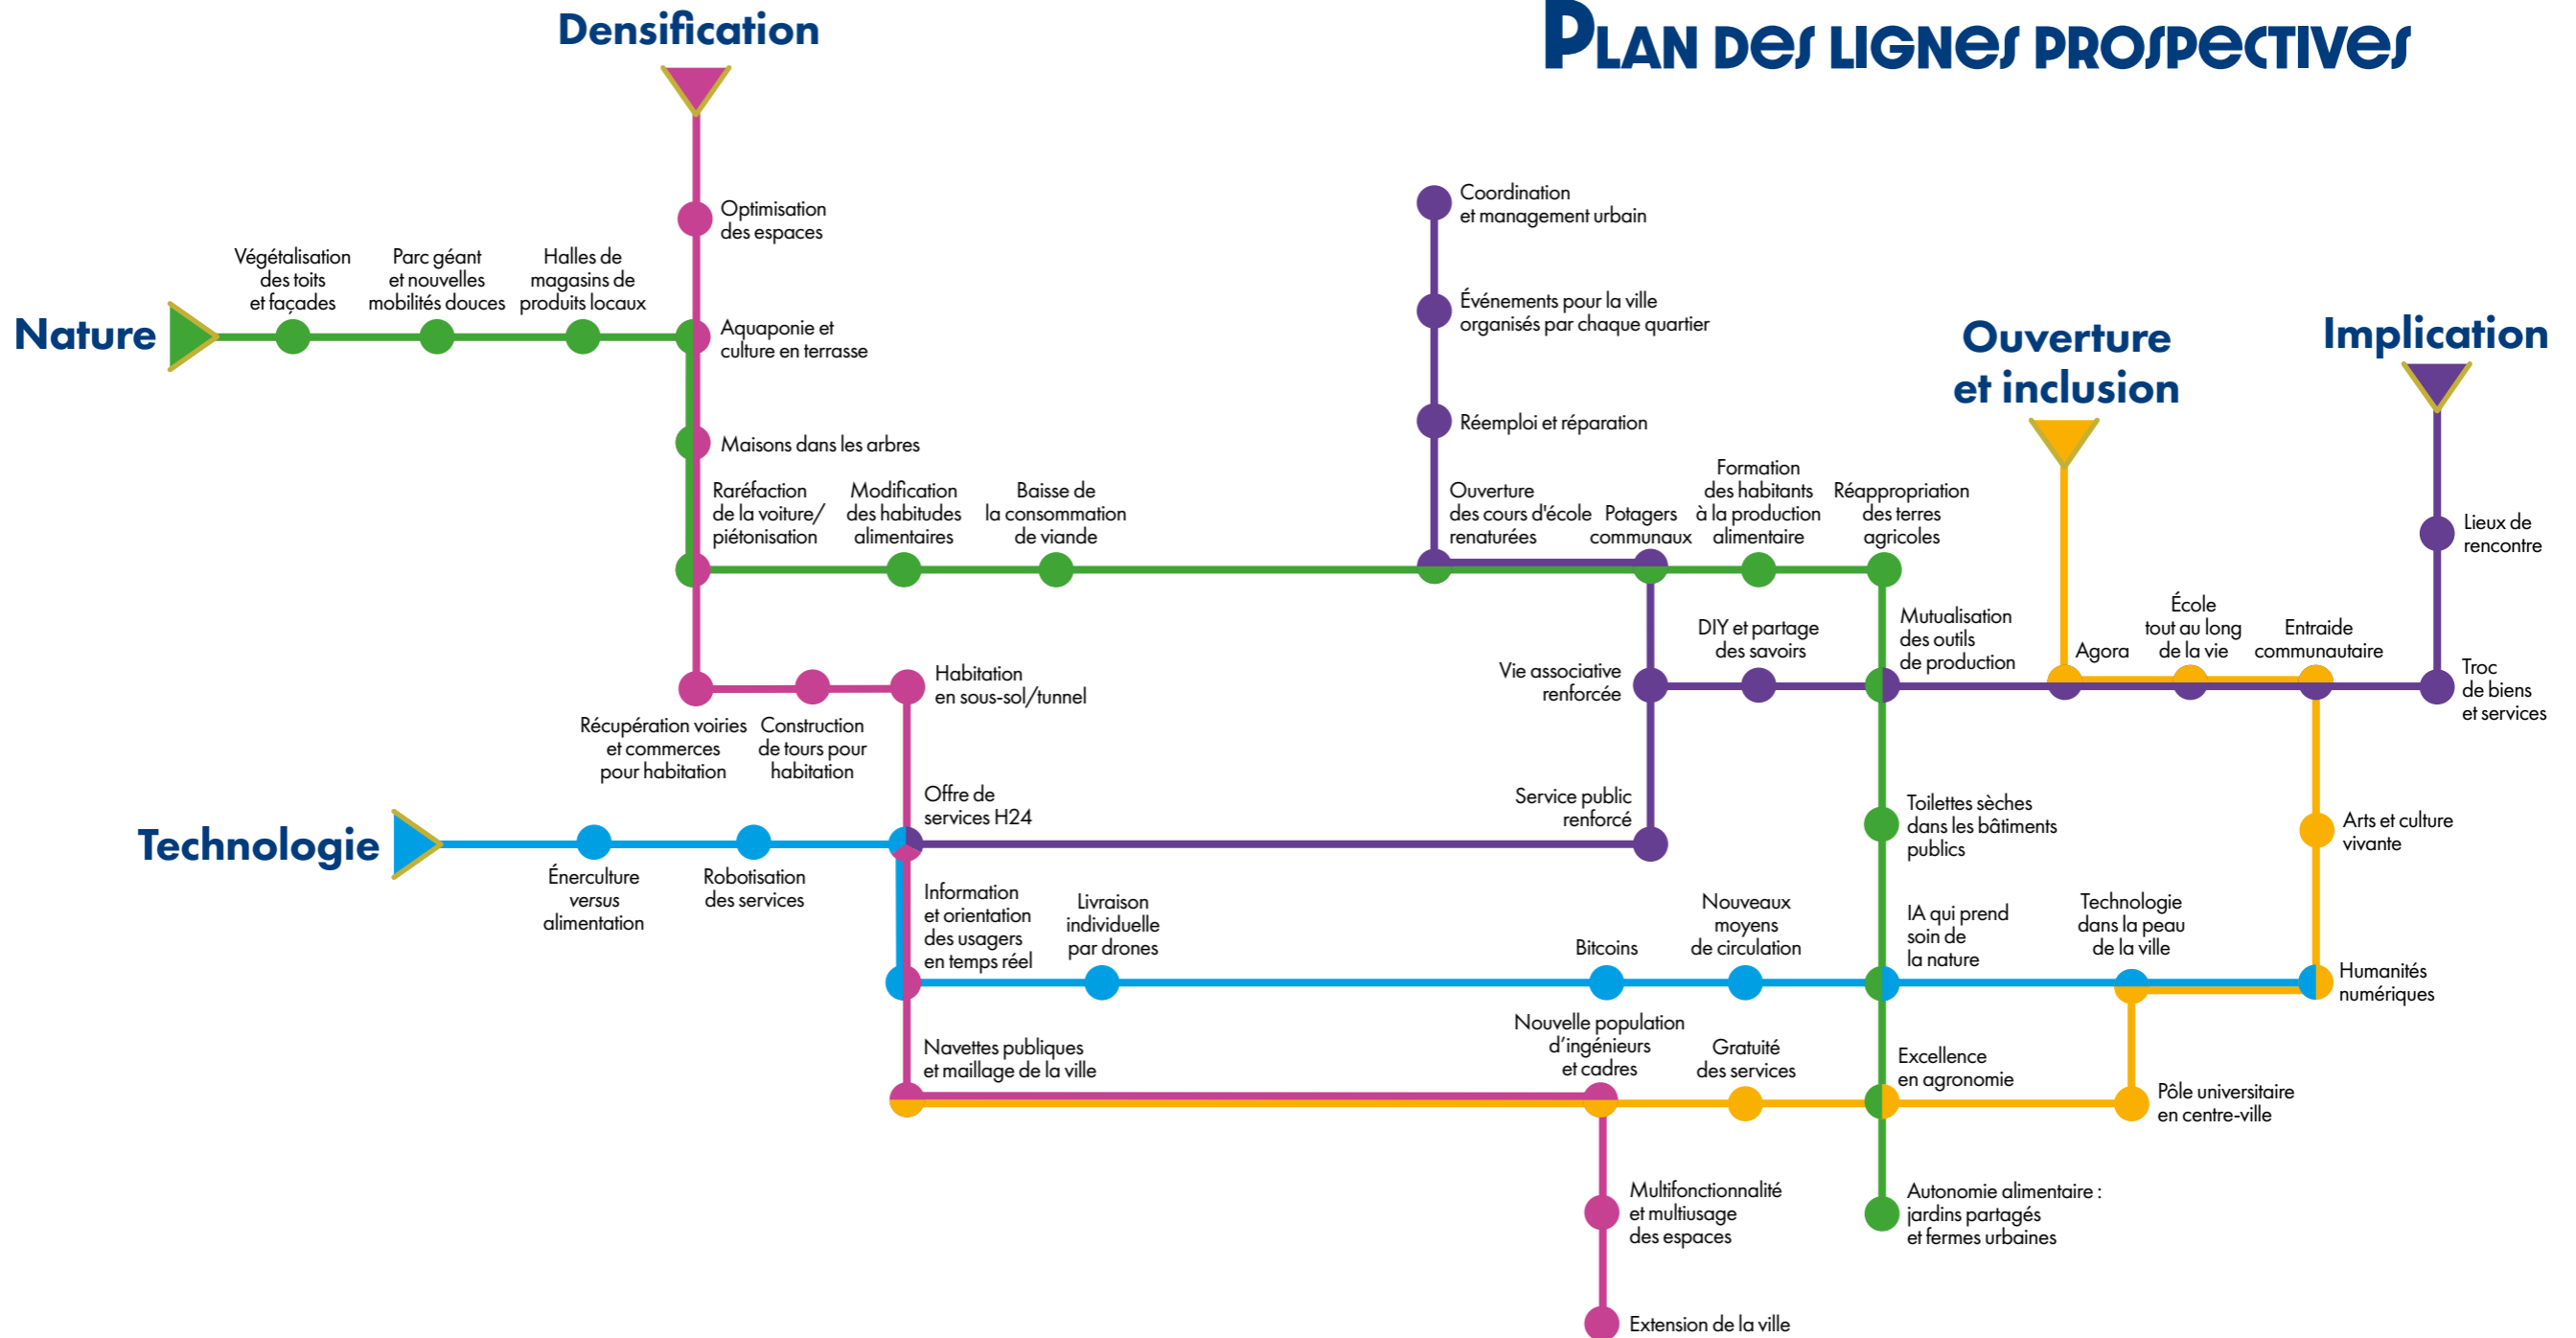 Densification
PLAN DES LIGNES PROSPECTIVES
Optimisation
des espaces
Coordination
et management urbain
Végétalisation
des toits
et façades
Parc géant
et nouvelles
mobilités douces
Halles de
magasins de
produits locaux
Nature
Aquaponie et
culture en terrasse
Événements pour la ville
organisés par chaque quartier
Ouverture
et inclusion
Implication
Maisons dans les arbres
Réemploi et réparation
Raréfaction
de la voiture/
piétonisation
Modification
des habitudes
alimentaires
Baisse de
la consommation
de viande
Ouverture
des cours d'école
renaturées
Potagers
communaux
Formation
des habitants
à la production
alimentaire
Réappropriation
des terres
agricoles
Lieux de
rencontre
Habitation
en sous-sol/tunnel
Vie associative
renforcée
DIY et partage
des savoirs
Mutualisation
des outils
de production
Agora
École
tout au long
de la vie
Entraide
communautaire
Troc
de biens
et services
Récupération voiries
et commerces
pour habitation
Construction
de tours pour
habitation
Technologie
Offre de
services H24
Service public
renforcé
Toilettes sèches
dans les bâtiments
publics
Arts et culture
vivante
Énerculture
versus
alimentation
Robotisation
des services
Information
et orientation
des usagers
en temps réel
Livraison
individuelle
par drones
Bitcoins
Nouveaux
moyens
de circulation
IA qui prend
soin de
la nature
Technologie
dans la peau
de la ville
Humanités
numériques
Navettes publiques
et maillage de la ville
Nouvelle population
d’ingénieurs
et cadres
Gratuité
des services
Excellence
en agronomie
Pôle universitaire
en centre-ville
Multifonctionnalité
et multiusage
des espaces
Autonomie alimentaire :
jardins partagés
et fermes urbaines
Extension de la ville